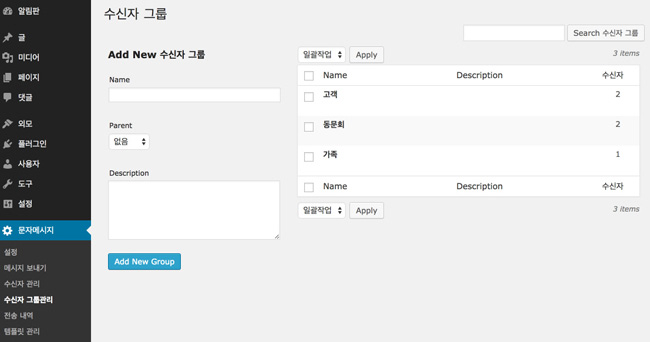 알림판
글
미디어
페이지
댓글
외모
플러그인
사용자
도구
설정
문자메시지
설정
메시지 보내기
수신자 관리
수신자 그룹관리
전송 내역
템플릿 관리
수신자 그룹
Search 수신자 그룹
Add New 수신자 그룹
Name
Parent
없음
Description
Add New Group
일괄작업 Apply 3 items
Name Description 수신자
고객 2
동문회 2
가족 1
Name Description 수신자
일괄작업 Apply 3 items